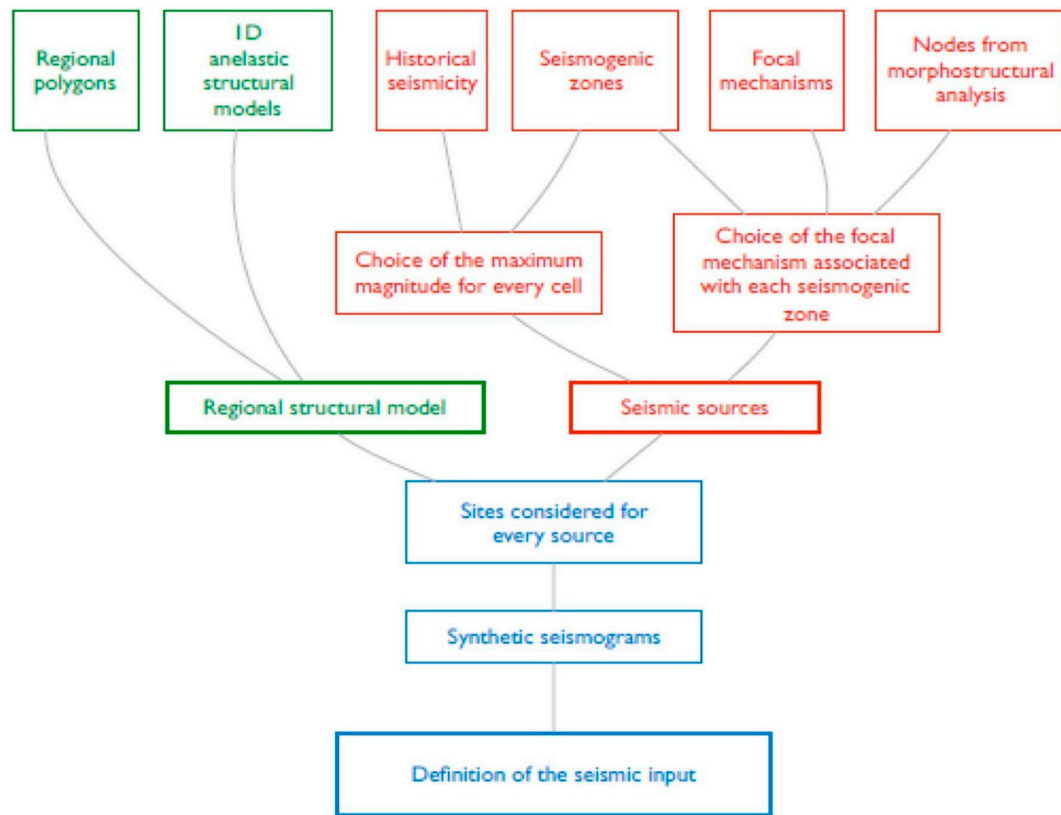 Regional
polygons
1D
anelastic
structural
models
Historical
seismicity
Seismogenic
zones
Focal
mechanisms
Nodes from
morphostructural
analysis
Choice of the maximum
magnitude for every cell
Choice of the focal
mechanism associated
with each seismogenic
zone
Regional structural model
Seismic sources
Sites considered for
every source
Synthetic seismograms
Definition of the seismic input